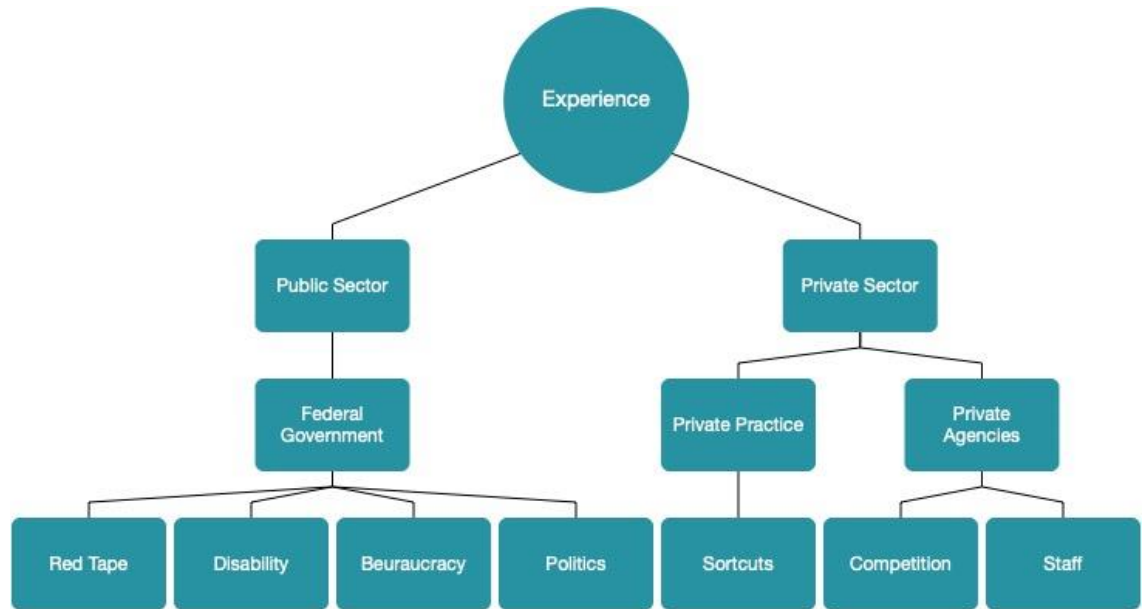 Experience
Public Sector
Private Sector
Federal
Government
Private Practice
Private
Agencies
Red Tape
Disability
Beuraucracy
Politics
Sortcuts
Competition
Staff